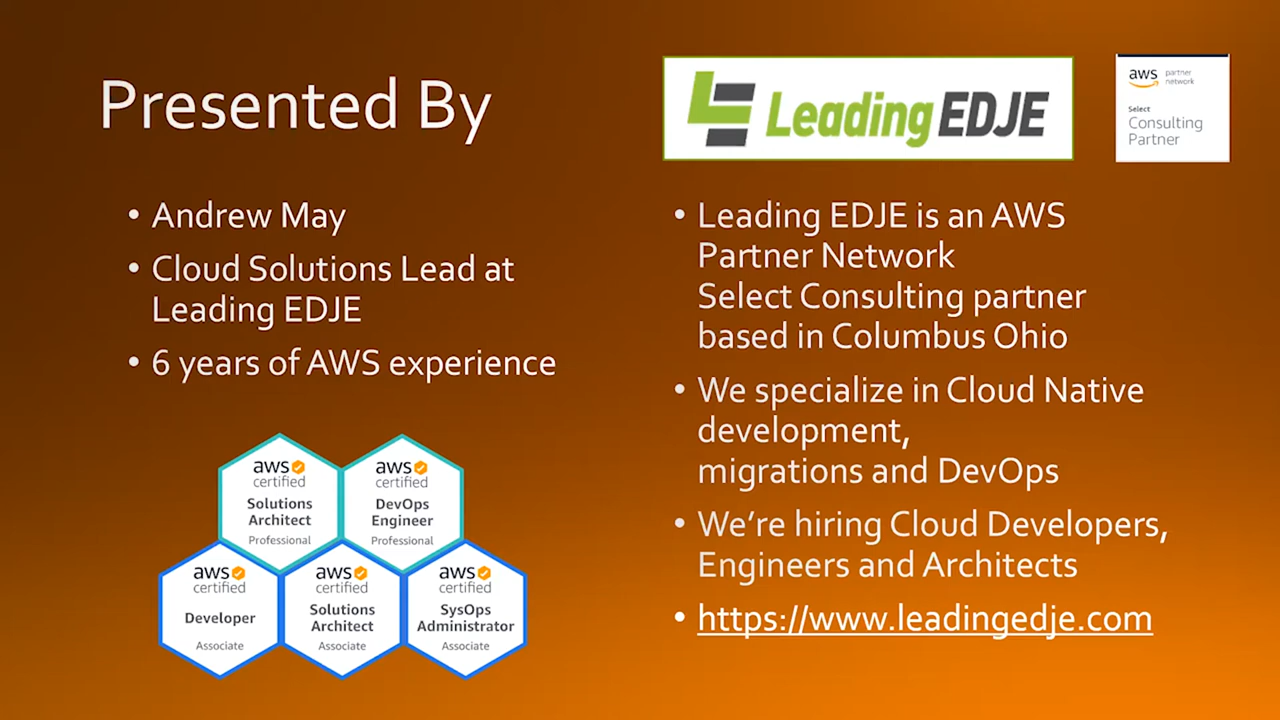 Presented By
Leading EDJE
aws partner
network
Select
Consulting
Partner
• Andrew May
• Cloud Solutions Lead at
Leading EDJE
• 6 years of AWS experience
aws
certified
Solutions
Architect
Professional
aws
certified
DevOps
Engineer
Professional
aws
certified
Developer
Associate
aws
certified
Solutions
Architect
Associate
aws
certified
SysOps
Administrator
Associate
• Leading EDJE is an AWS
Partner Network
Select Consulting partner
based in Columbus Ohio
• We specialize in Cloud Native
development,
migrations and DevOps
• We’re hiring Cloud Developers,
Engineers and Architects
• https://www.leadingedje.com